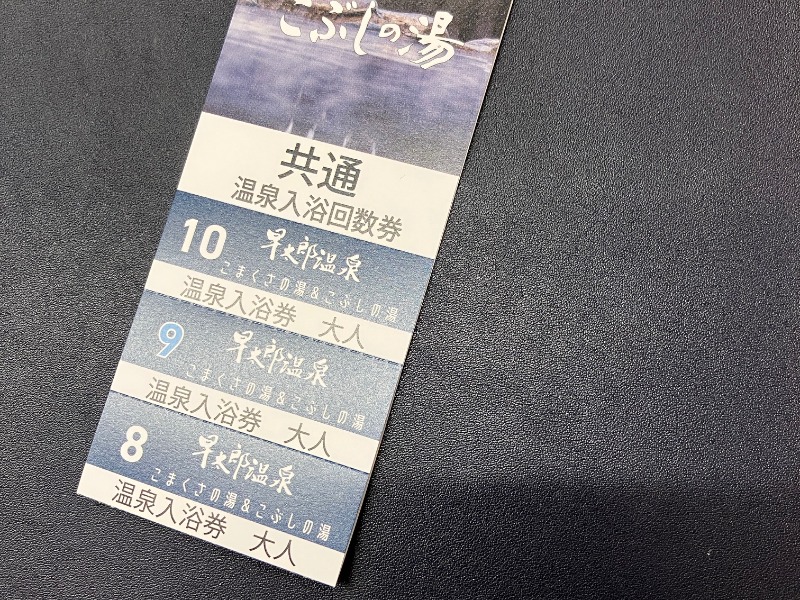 こぶしの湯
共通
温泉入浴回数券
10 早太郎温泉
こまくさの湯&こぶしの湯
温泉入浴券 大人
9 早太郎温泉
こまくさの湯&こぶしの湯
温泉入浴券 大人
8 早太郎温泉
こまくさの湯&こぶしの湯
温泉入浴券 大人